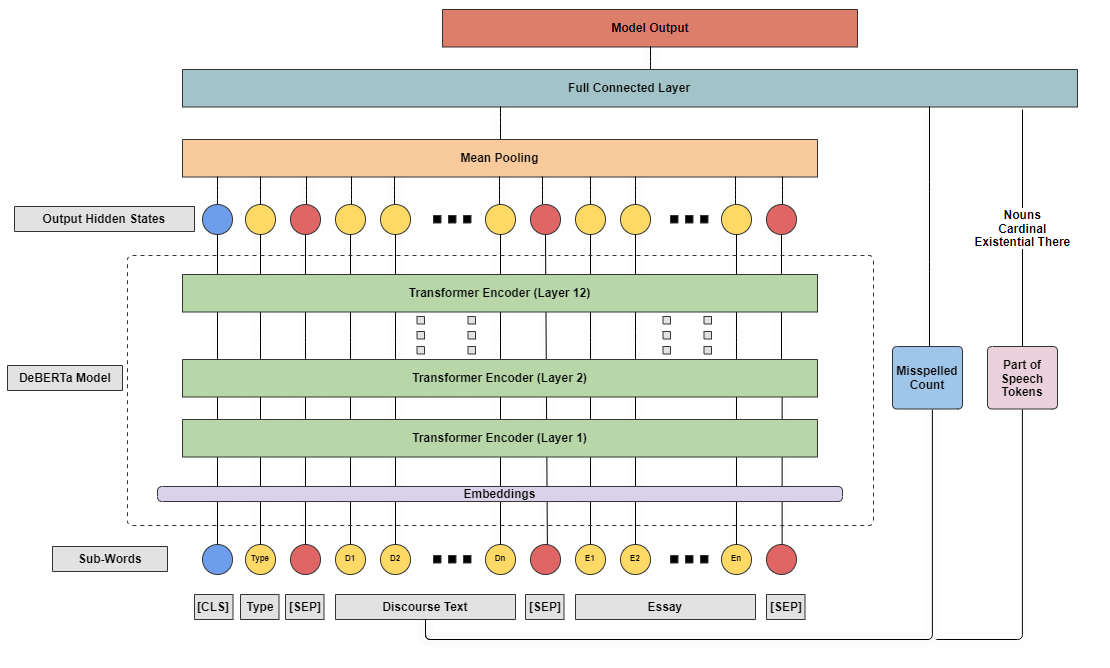 Model Output
Full Connected Layer
Mean Pooling
Output Hidden States
Nouns
Cardinal
Existential There
Transformer Encoder (Layer 12)
DeBERTa Model
Transformer Encoder (Layer 2)
Misspelled
Count
Part of
Speech
Tokens
Transformer Encoder (Layer 1)
Embeddings
Sub-Words
Type
D1
D2
Dn
E1
E2
En
[CLS]
Type
[SEP]
Discourse Text
[SEP]
Essay
[SEP]